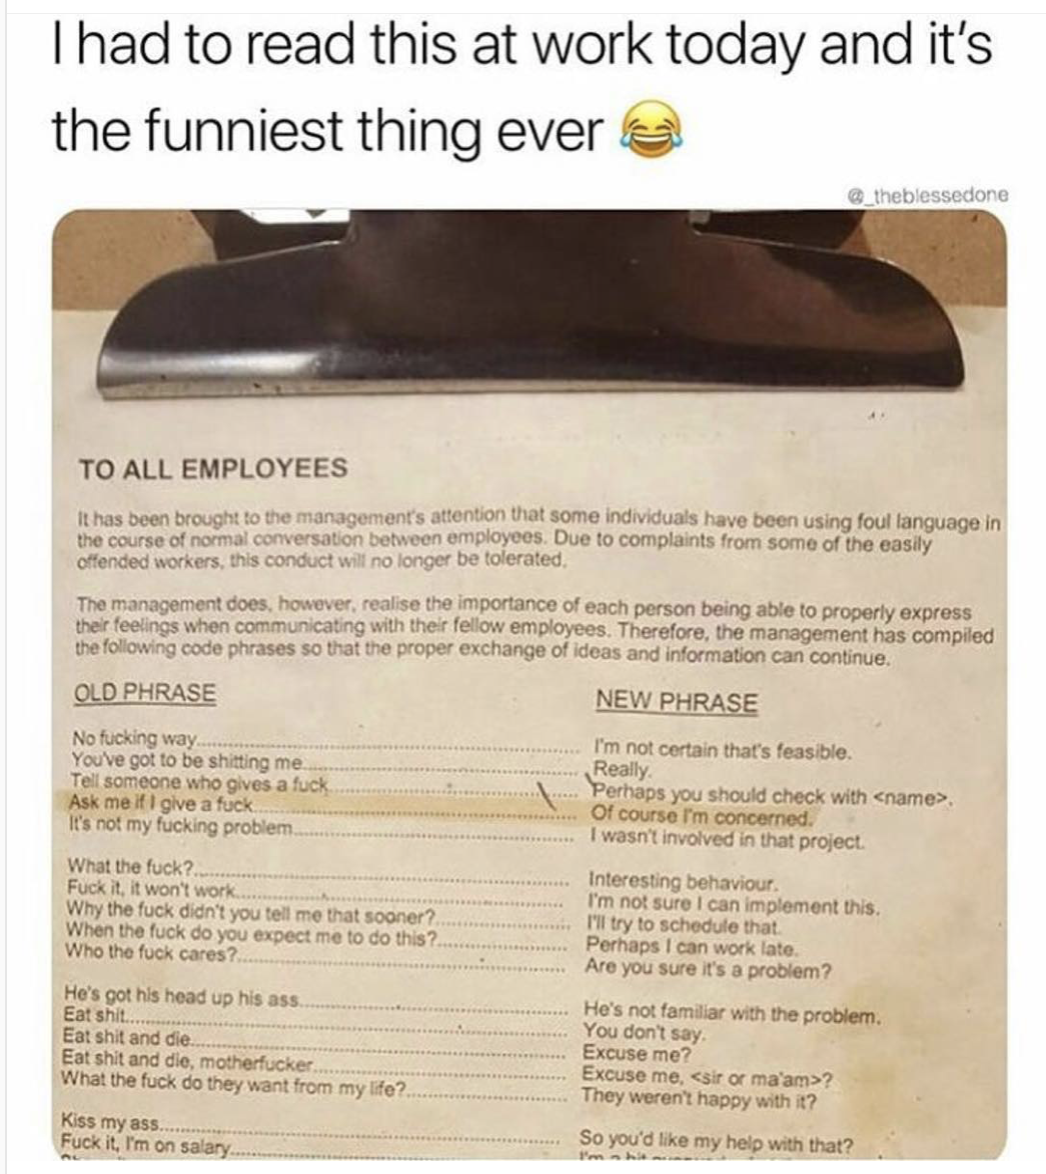 I had to read this at work today and it's
the funniest thing ever 😂
@_theblessedone
TO ALL EMPLOYEES
It has been brought to the management's attention that some individuals have been using foul language in
the course of normal conversation between employees. Due to complaints from some of the easily
offended workers, this conduct will no longer be tolerated.
The management does, however, realise the importance of each person being able to properly express
their feelings when communicating with their fellow employees. Therefore, the management has compiled
the following code phrases so that the proper exchange of ideas and information can continue.
OLD PHRASE NEW PHRASE
No fucking way.......... I'm not certain that's feasible.
You've got to be shitting me.......... Really.
Tell someone who gives a fuck.......... Perhaps you should check with <name>.
Ask me if I give a fuck.......... Of course I'm concerned.
It's not my fucking problem.......... I wasn't involved in that project.
What the fuck?.......... Interesting behaviour.
Fuck it, it won't work.......... I'm not sure I can implement this.
Why the fuck didn't you tell me that sooner?.......... I'll try to schedule that.
When the fuck do you expect me to do this?.......... Perhaps I can work late.
Who the fuck cares?.......... Are you sure it's a problem?
He's got his head up his ass.......... He's not familiar with the problem.
Eat shit.......... You don't say.
Eat shit and die.......... Excuse me?
Eat shit and die, motherfucker.......... Excuse me, <sir or ma'am>?
What the fuck do they want from my life?.......... They weren't happy with it?
Kiss my ass.......... So you'd like my help with that?
Fuck it, I'm on salary.......... I'm a bit